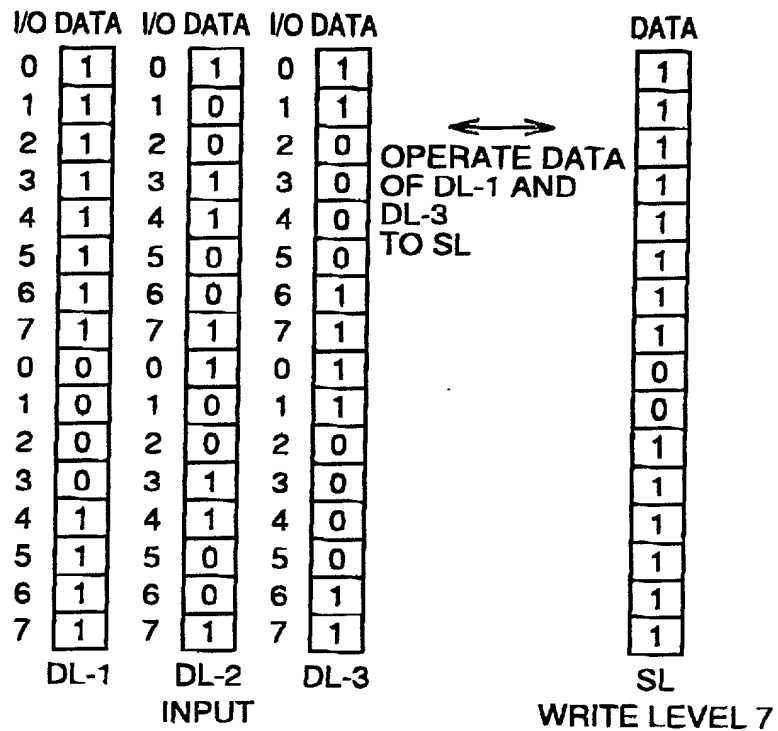 I/O DATA I/O DATA I/O DATA DATA
0 1 0 1 0 1 1
1 1 1 0 1 1 1
2 1 2 0 2 0 1
3 1 3 1 3 0 1
4 1 4 1 4 0 1
5 1 5 0 5 0 1
6 1 6 0 6 1 1
7 1 7 1 7 1 1
0 0 0 1 0 1 0
1 0 1 0 1 1 0
2 0 2 0 2 0 1
3 0 3 1 3 0 1
4 1 4 1 4 0 1
5 1 5 0 5 0 1
6 1 6 0 6 1 1
7 1 7 1 7 1 1
OPERATE DATA
OF DL-1 AND
DL-3
TO SL
DL-1 DL-2 DL-3 SL
INPUT WRITE LEVEL 7